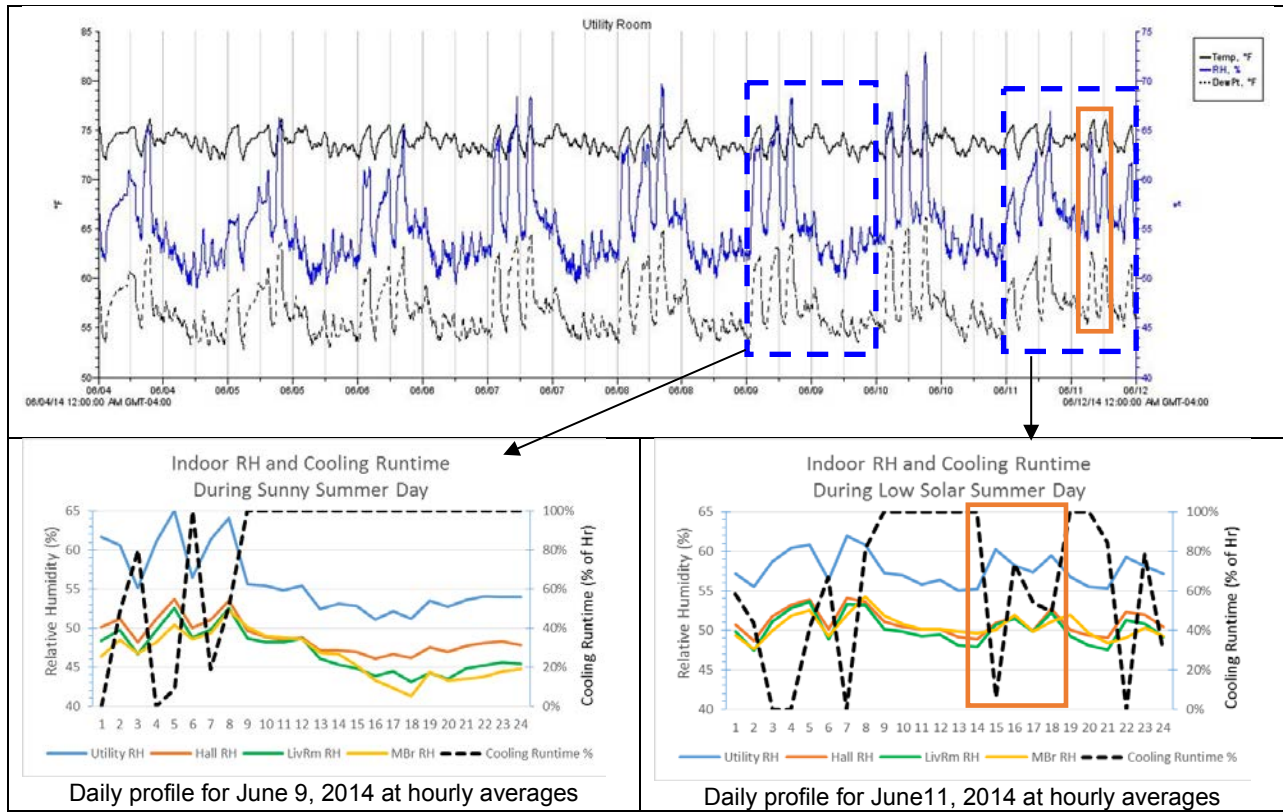 Utility Room
85
80
75
70
65
60
55
50
°F
75
70
65
60
55
50
45
40
Temp, °F
RH, %
DewPt, °F
06/04 06/04 06/05 06/05 06/06 06/06 06/07 06/07 06/08 06/08 06/09 06/09 06/10 06/10 06/11 06/11 06/12
06/04/14 12:00:00 AM GMT-04:00
06/12/14 12:00:00 AM GMT-04:00
Indoor RH and Cooling Runtime
During Sunny Summer Day
Relative Humidity (%)
65
60
55
50
45
40
100%
80%
60%
40%
20%
0%
Cooling Runtime (% of Hr)
1 2 3 4 5 6 7 8 9 10 11 12 13 14 15 16 17 18 19 20 21 22 23 24
Utility RH Hall RH LivRm RH MBr RH Cooling Runtime %
Daily profile for June 9, 2014 at hourly averages
Indoor RH and Cooling Runtime
During Low Solar Summer Day
Relative Humidity (%)
65
60
55
50
45
40
100%
80%
60%
40%
20%
0%
Cooling Runtime (% of Hr)
1 2 3 4 5 6 7 8 9 10 11 12 13 14 15 16 17 18 19 20 21 22 23 24
Utility RH Hall RH LivRm RH MBr RH Cooling Runtime %
Daily profile for June11, 2014 at hourly averages